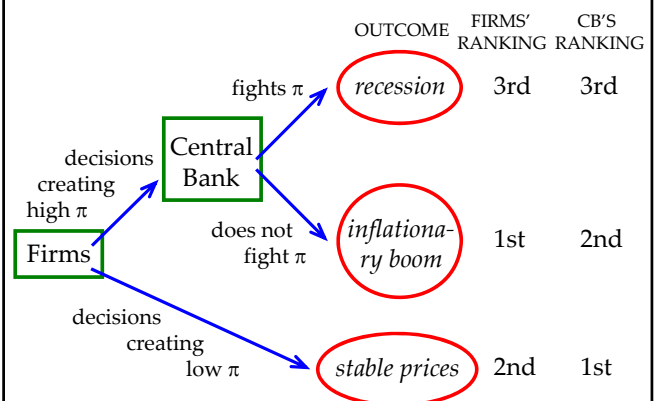 OUTCOME
FIRMS'
RANKING
CB'S
RANKING
fights π
recession
3rd
3rd
Central
Bank
decisions
creating
high π
does not
fight π
inflationa-
ry boom
1st
2nd
Firms
decisions
creating
low π
stable prices
2nd
1st